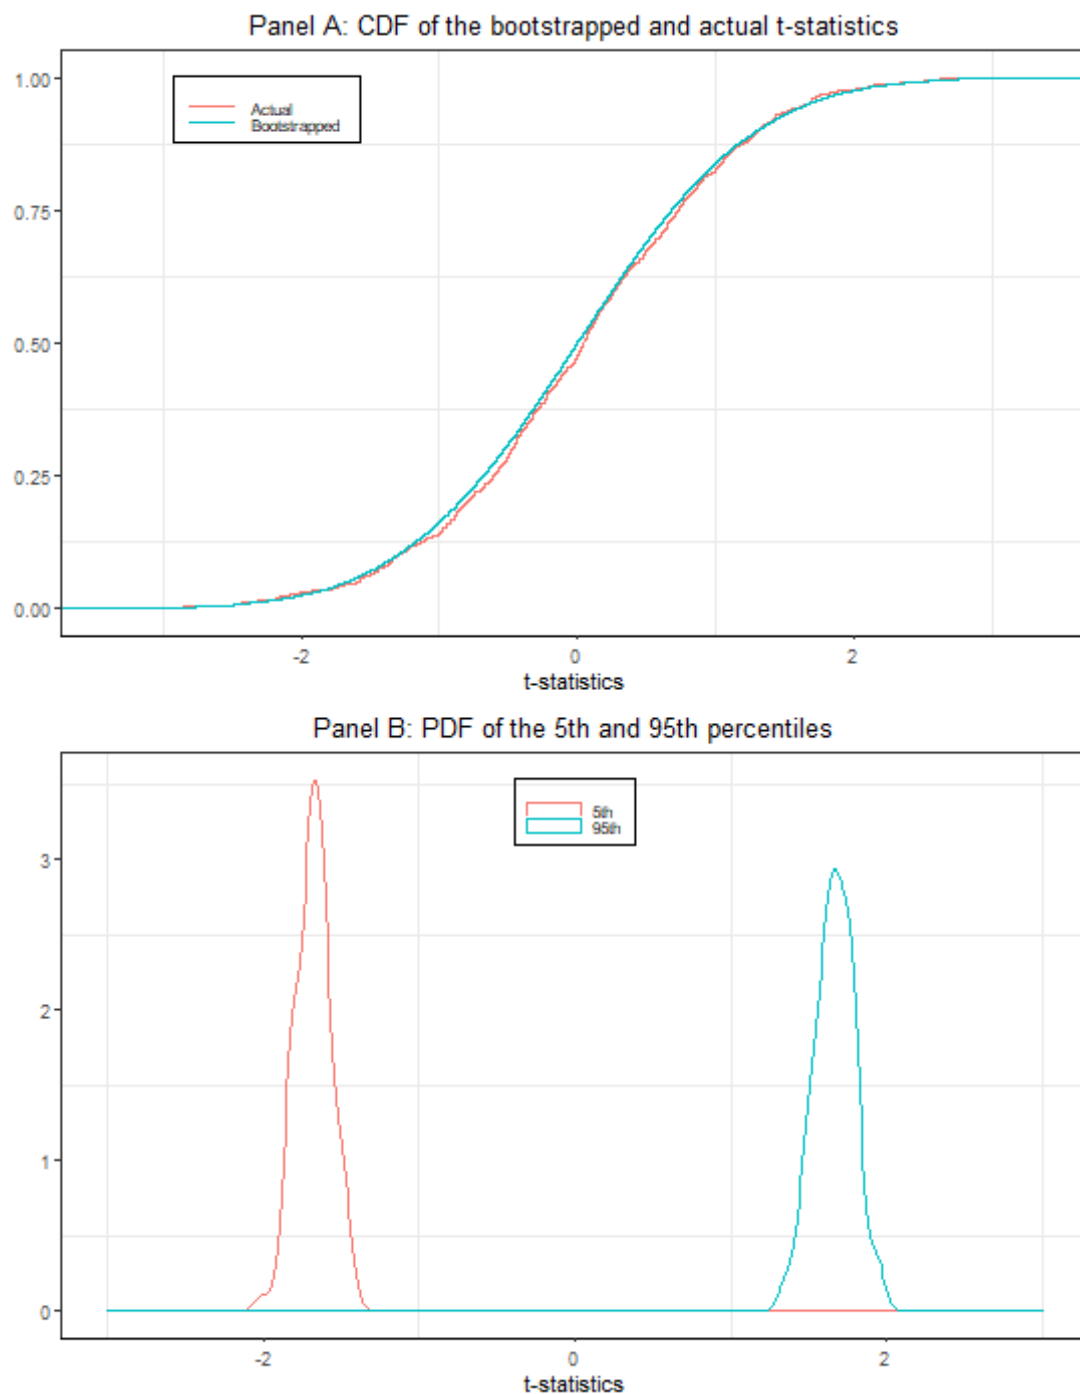 Panel A: CDF of the bootstrapped and actual t-statistics
1.00
Actual
Bootstrapped
0.75
0.50
0.25
0.00
-2 0 2
t-statistics
Panel B: PDF of the 5th and 95th percentiles
5th
95th
3
2
1
0
-2 0 2
t-statistics